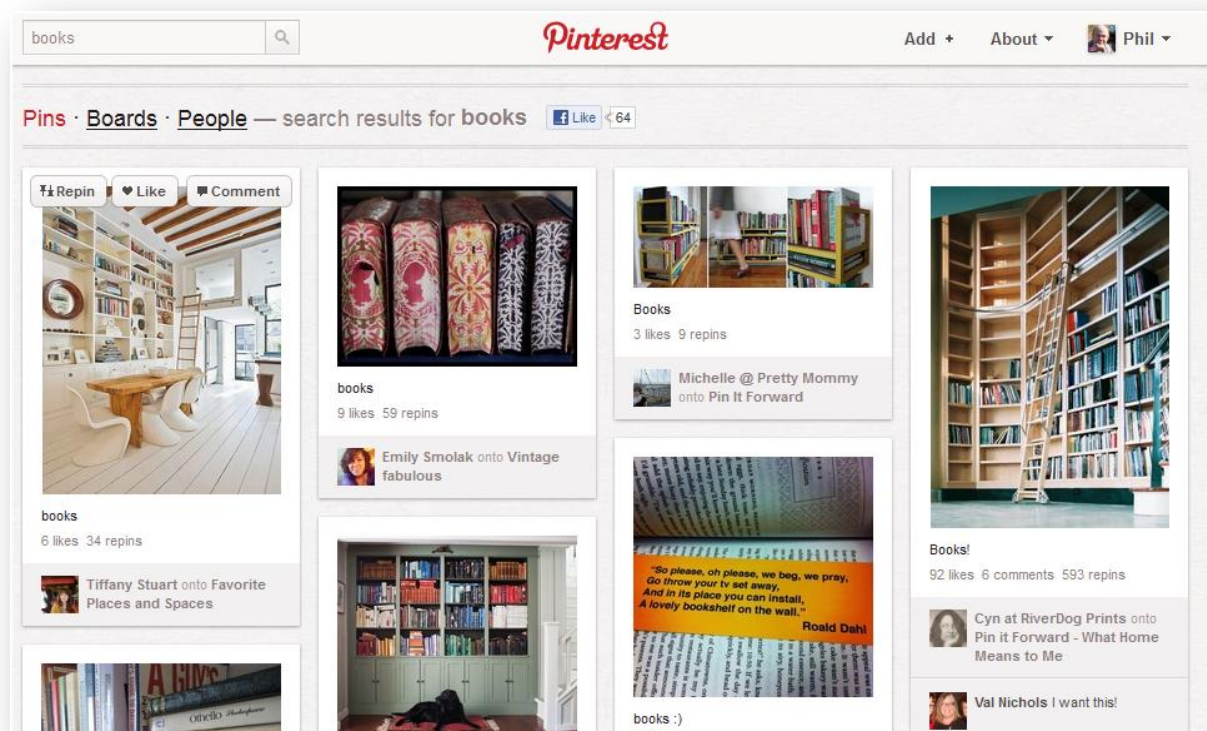 books
Pinterest
Add +
About
Phil
Pins · Boards · People — search results for books
Like
64
Repin
Like
Comment
books
6 likes 34 repins
Tiffany Stuart onto Favorite
Places and Spaces
A GUY'S
Othello Shakespeare
books
9 likes 59 repins
Emily Smolak onto Vintage
fabulous
Books
3 likes 9 repins
Michelle @ Pretty Mommy
onto Pin It Forward
"So please, oh please, we beg, we pray,
Go throw your tv set away,
And in its place you can install,
A lovely bookshelf on the wall."
Roald Dahl
books :)
Books!
92 likes 6 comments 593 repins
Cyn at RiverDog Prints onto
Pin it Forward - What Home
Means to Me
Val Nichols I want this!